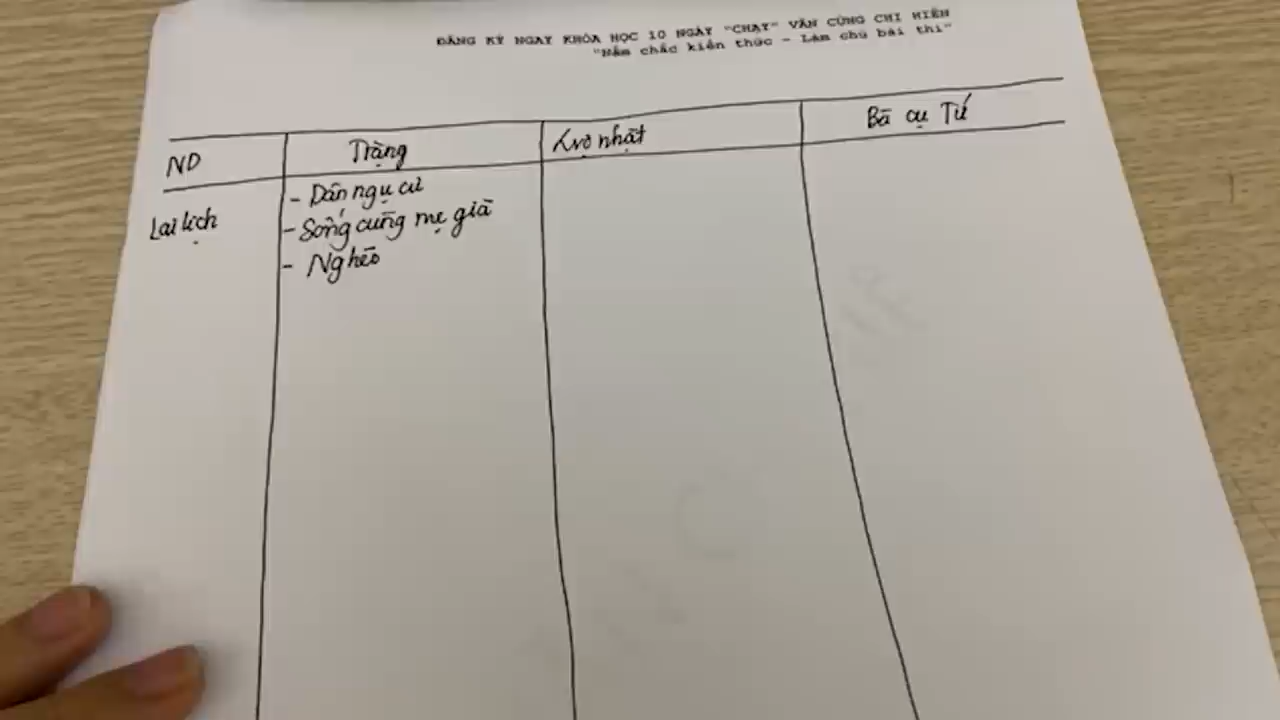 ĐĂNG KÝ NGAY KHÓA HỌC 10 NGÀY "CHẠY" VĂN CÙNG CHỊ HIÊN
"Nắm chắc kiến thức - Làm chủ bài thi"
ND
Tràng
Vợ nhặt
Bà cụ Tứ
Lai lịch
- Dân ngụ cư
- Sống cùng mẹ già
- Nghèo